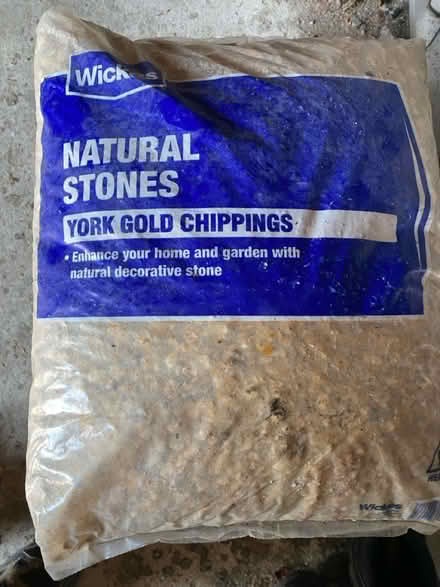 Wickes
NATURAL
STONES
YORK GOLD CHIPPINGS
• Enhance your home and garden with
natural decorative stone
Wickes